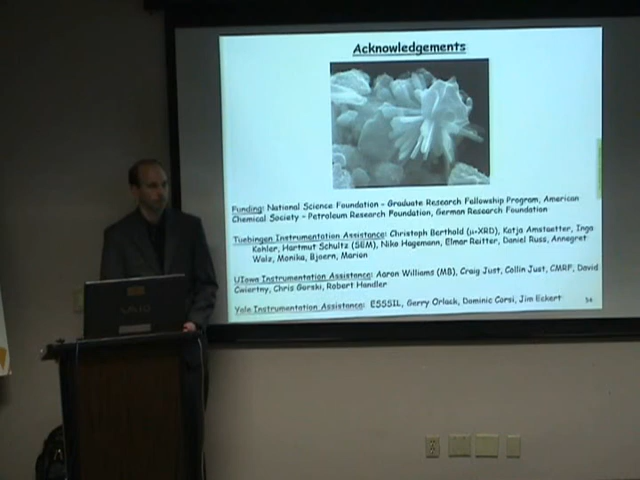 Acknowledgements
Funding: National Science Foundation - Graduate Research Fellowship Program, American
Chemical Society - Petroleum Research Foundation, German Research Foundation
Tuebingen Instrumentation Assistance: Christoph Berthold (μ-XRD), Katja Amstaetter, Inga
Kohler, Hartmut Schultz (SEM), Niko Hagemann, Elmar Reitter, Daniel Russ, Annegret
Walz, Monika, Bjoern, Marion
UIowa Instrumentation Assistance: Aaron Williams (MB), Craig Just, Collin Just, CMRF, David
Cwiertny, Chris Gorski, Robert Handler
Yale Instrumentation Assistance: ESSSIL, Gerry Orlask, Dominic Corsi, Jim Eckert
34
VAIO